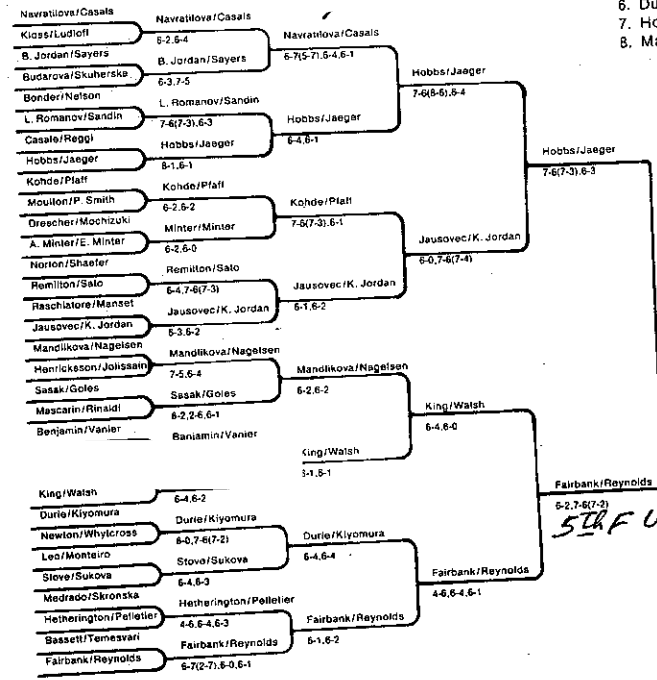 Navratilova/Casals
Kloss/Ludloff
B. Jordan/Sayers
Budarova/Skuherska
Bonder/Nelson
L. Romanov/Sandin
Casale/Reggi
Hobbs/Jaeger
Kohde/Pfaff
Moulton/P. Smith
Drescher/Mochizuki
A. Minter/E. Minter
Norton/Shaefer
Remilton/Sato
Raschiatore/Manset
Jausovec/K. Jordan
Mandlikova/Nagelsen
Henricksson/Jolissain
Sasak/Goles
Mascarin/Rinaldi
Benjamin/Vanier
King/Walsh
Durie/Kiyomura
Newton/Whytcross
Leo/Monteiro
Stove/Sukova
Medrado/Skronska
Hetherington/Pelletier
Bassett/Temesvari
Fairbank/Reynolds
Navratilova/Casals
6-2,6-4
B. Jordan/Sayers
6-3,7-5
L. Romanov/Sandin
7-6(7-3),6-3
Hobbs/Jaeger
6-1,6-1
Kohde/Pfaff
6-2,6-2
Minter/Minter
6-2,6-0
Remilton/Sato
6-4,7-6(7-3)
Jausovec/K. Jordan
6-3,6-2
Mandlikova/Nagelsen
7-5,6-4
Sasak/Goles
6-2,2-6,6-1
Banjamin/Vanier
6-4,6-2
Durie/Kiyomura
6-0,7-6(7-2)
Stove/Sukova
6-4,6-3
Hetherington/Pelletier
4-6,6-4,6-3
Fairbank/Reynolds
6-7(2-7),6-0,6-1
Navratilova/Casals
6-7(5-7),6-4,6-1
Hobbs/Jaeger
6-4,6-1
Kohde/Pfaff
7-6(7-3),6-1
Jausovec/K. Jordan
6-1,6-2
Mandlikova/Nagelsen
6-2,6-2
King/Walsh
6-1,6-1
Durie/Kiyomura
6-4,6-4
Fairbank/Reynolds
6-1,6-2
Hobbs/Jaeger
7-6(8-6),6-4
Jausovec/K. Jordan
6-0,7-6(7-4)
King/Walsh
6-4,6-0
Fairbank/Reynolds
4-6,6-4,6-1
Hobbs/Jaeger
7-6(7-3),6-3
Fairbank/Reynolds
6-2,7-6(7-2)
5th F U
6. Du
7. Ho
8. Ma